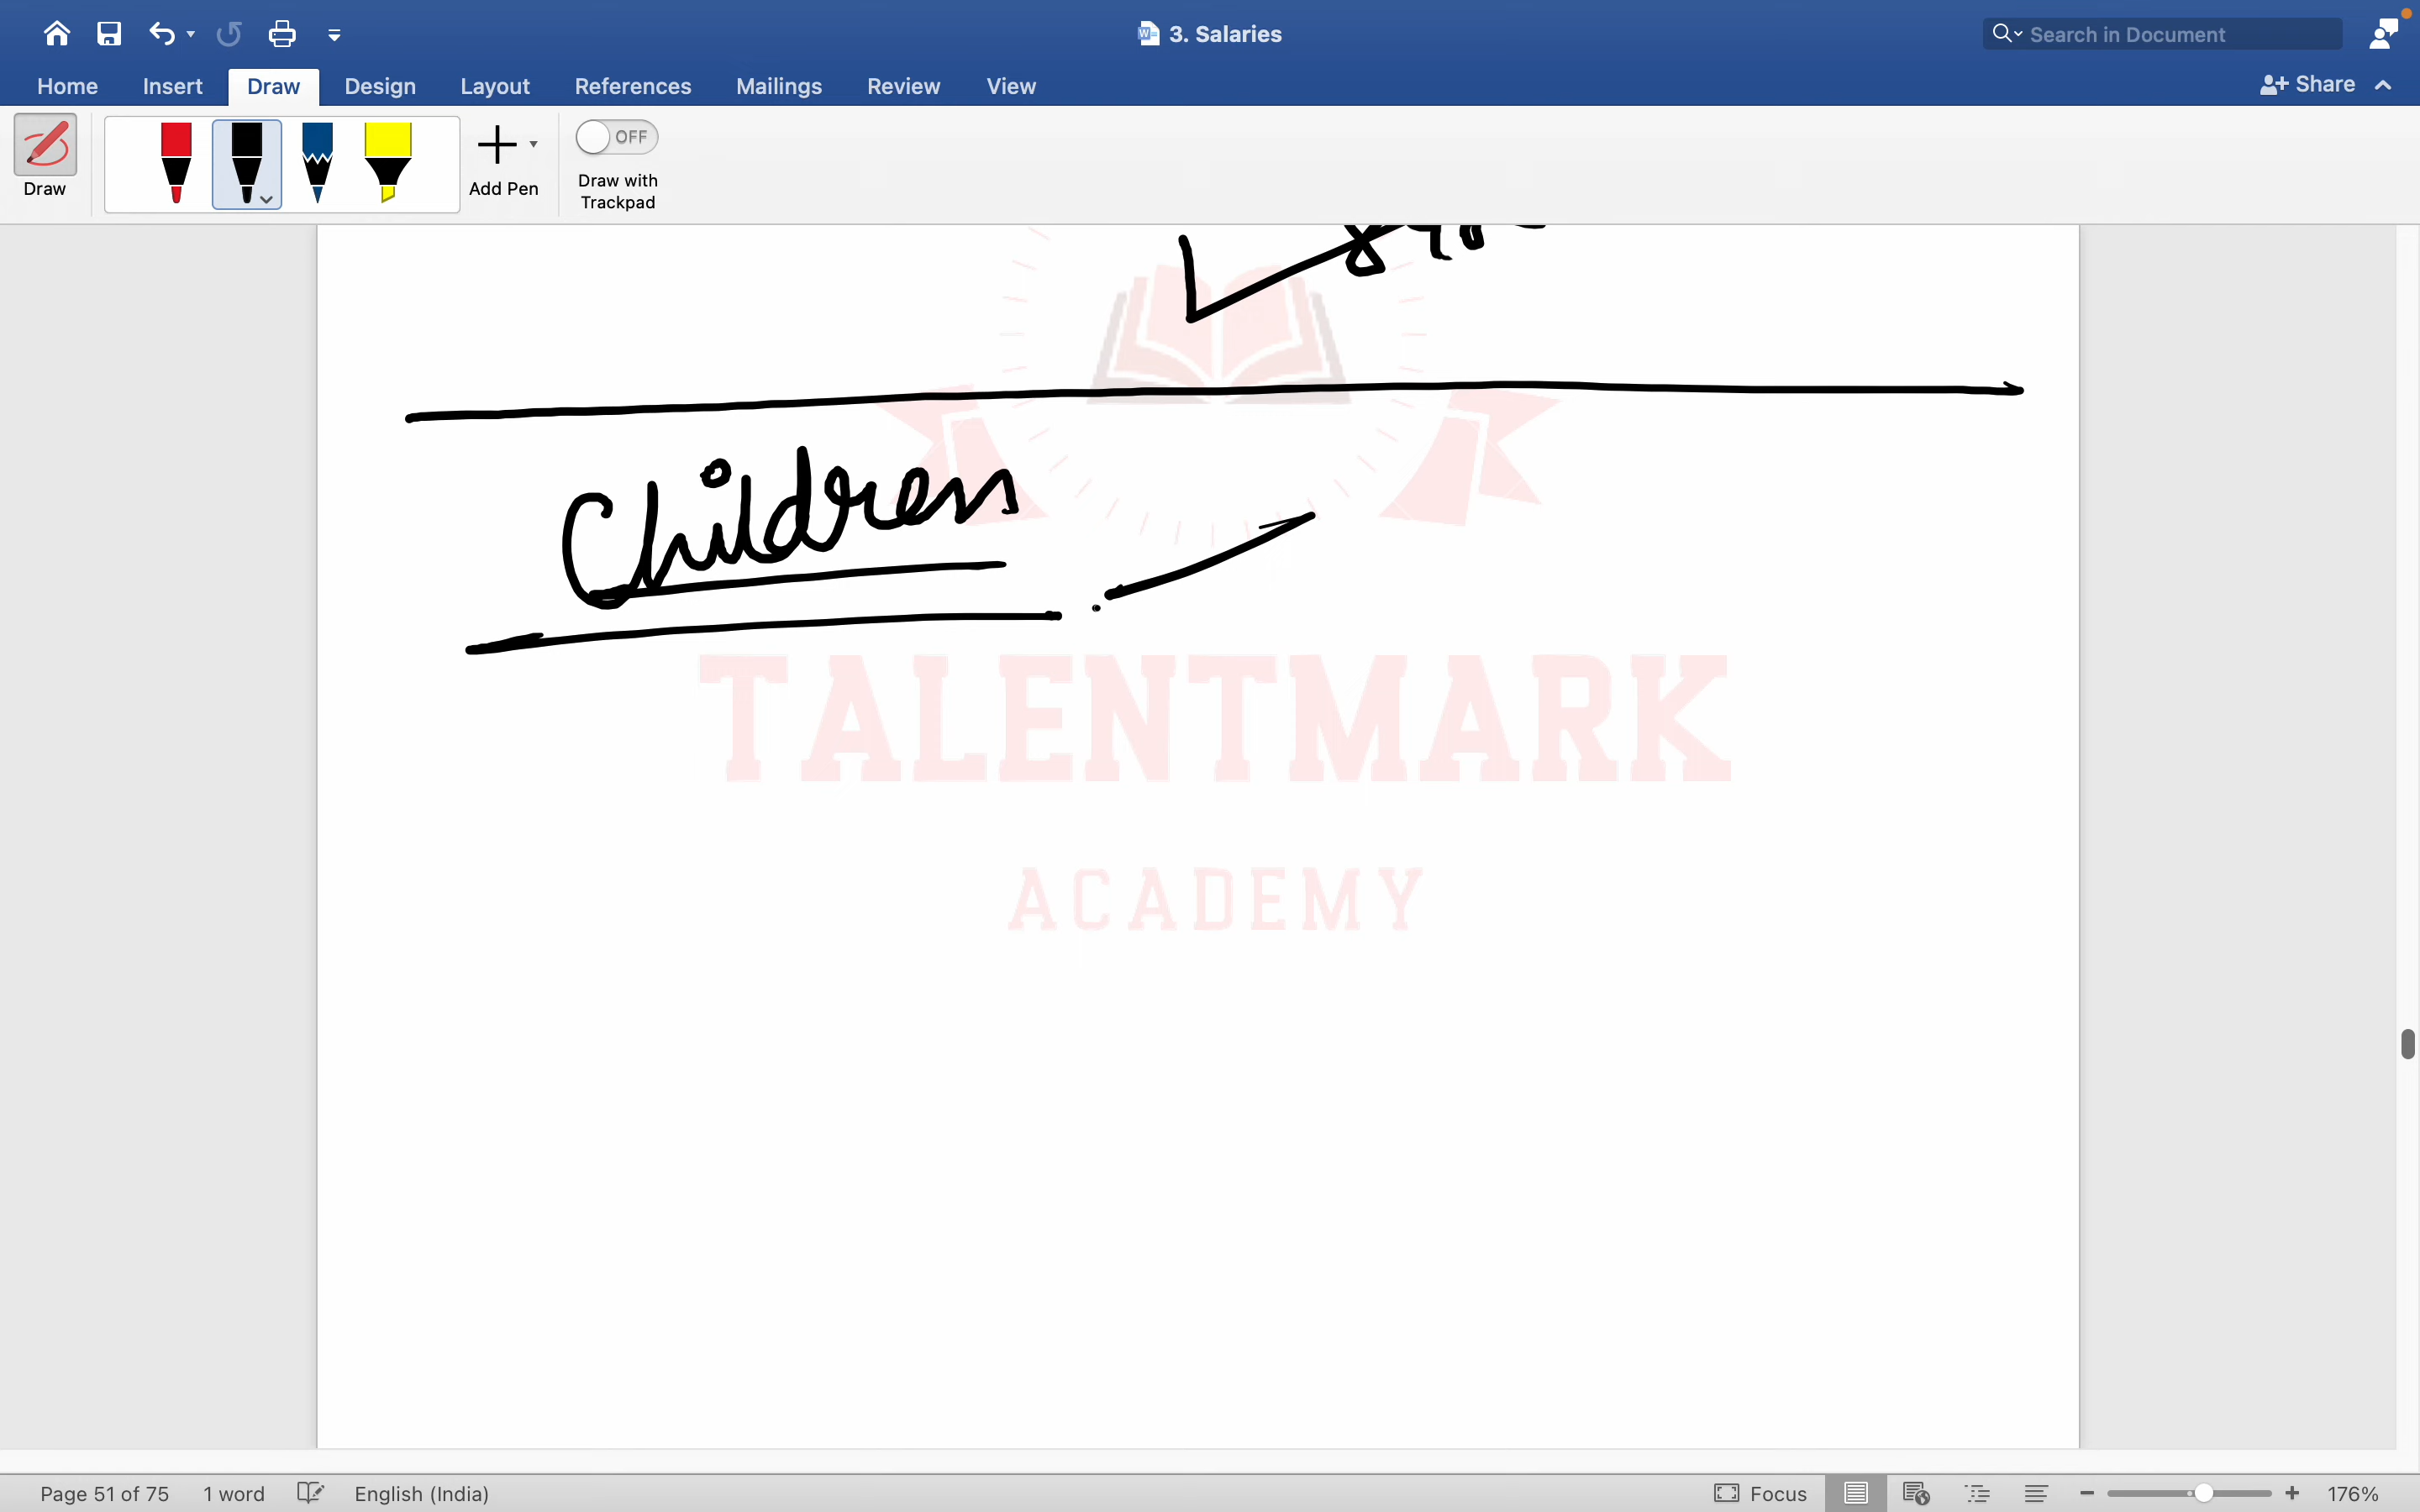 3. Salaries
Search in Document
Home Insert Draw Design Layout References Mailings Review View
Share
OFF
Draw
Add Pen
Draw with
Trackpad
Children
TALENTMARK
ACADEMY
Page 51 of 75 1 word English (India) Focus 176%